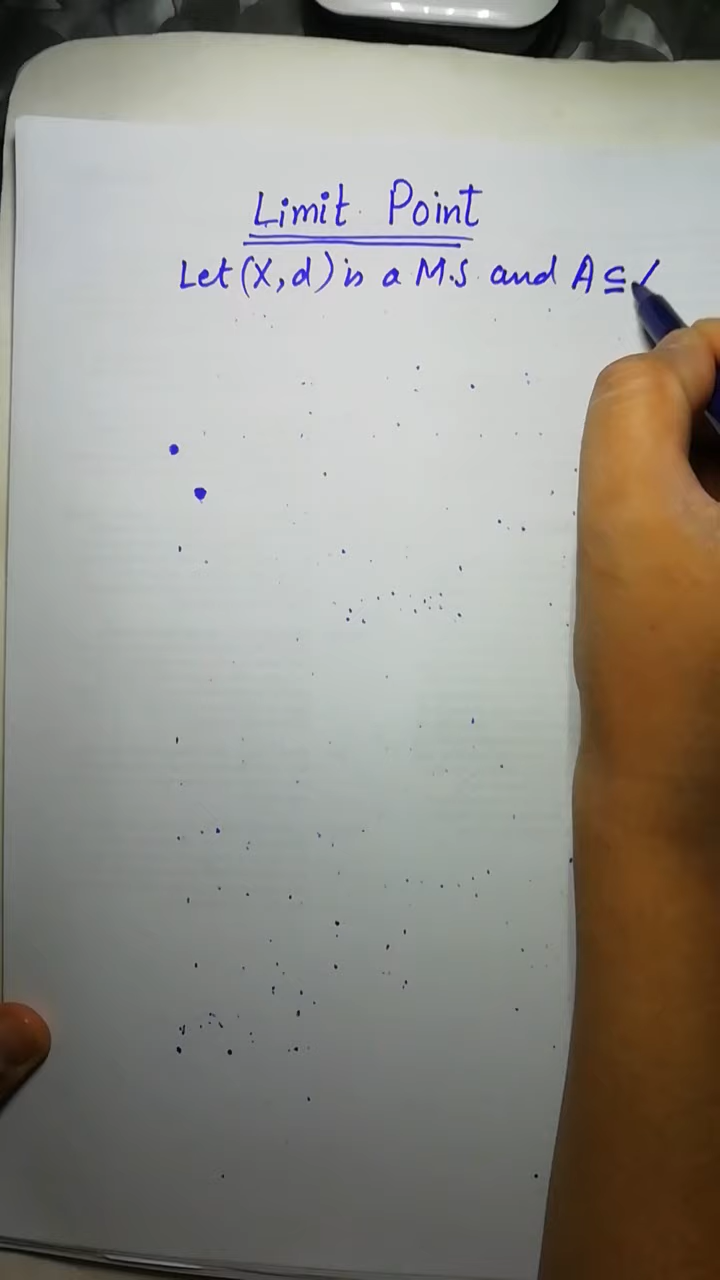 Limit Point
Let (X,d) is a M.S. and A ⊆